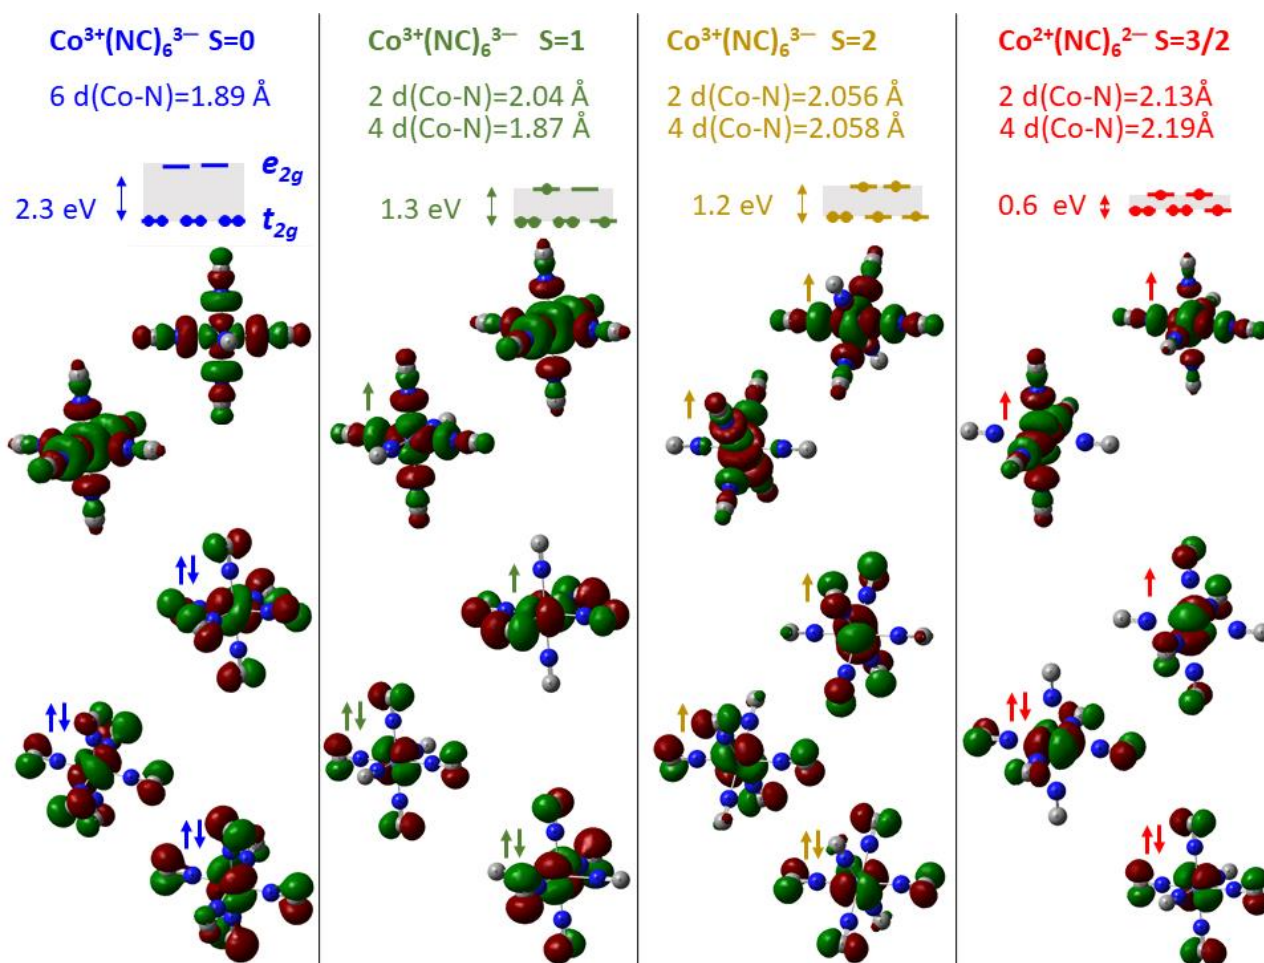 Co³⁺(NC)₆³⁻ S=0
6 d(Co-N)=1.89 Å
e₂g
2.3 eV
t₂g
Co³⁺(NC)₆³⁻ S=1
2 d(Co-N)=2.04 Å
4 d(Co-N)=1.87 Å
1.3 eV
Co³⁺(NC)₆³⁻ S=2
2 d(Co-N)=2.056 Å
4 d(Co-N)=2.058 Å
1.2 eV
Co²⁺(NC)₆²⁻ S=3/2
2 d(Co-N)=2.13Å
4 d(Co-N)=2.19Å
0.6 eV